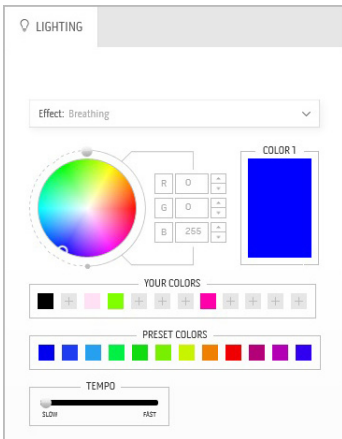 LIGHTING
Effect: Breathing
COLOR 1
R 0
G 0
B 255
YOUR COLORS
PRESET COLORS
TEMPO
SLOW FAST